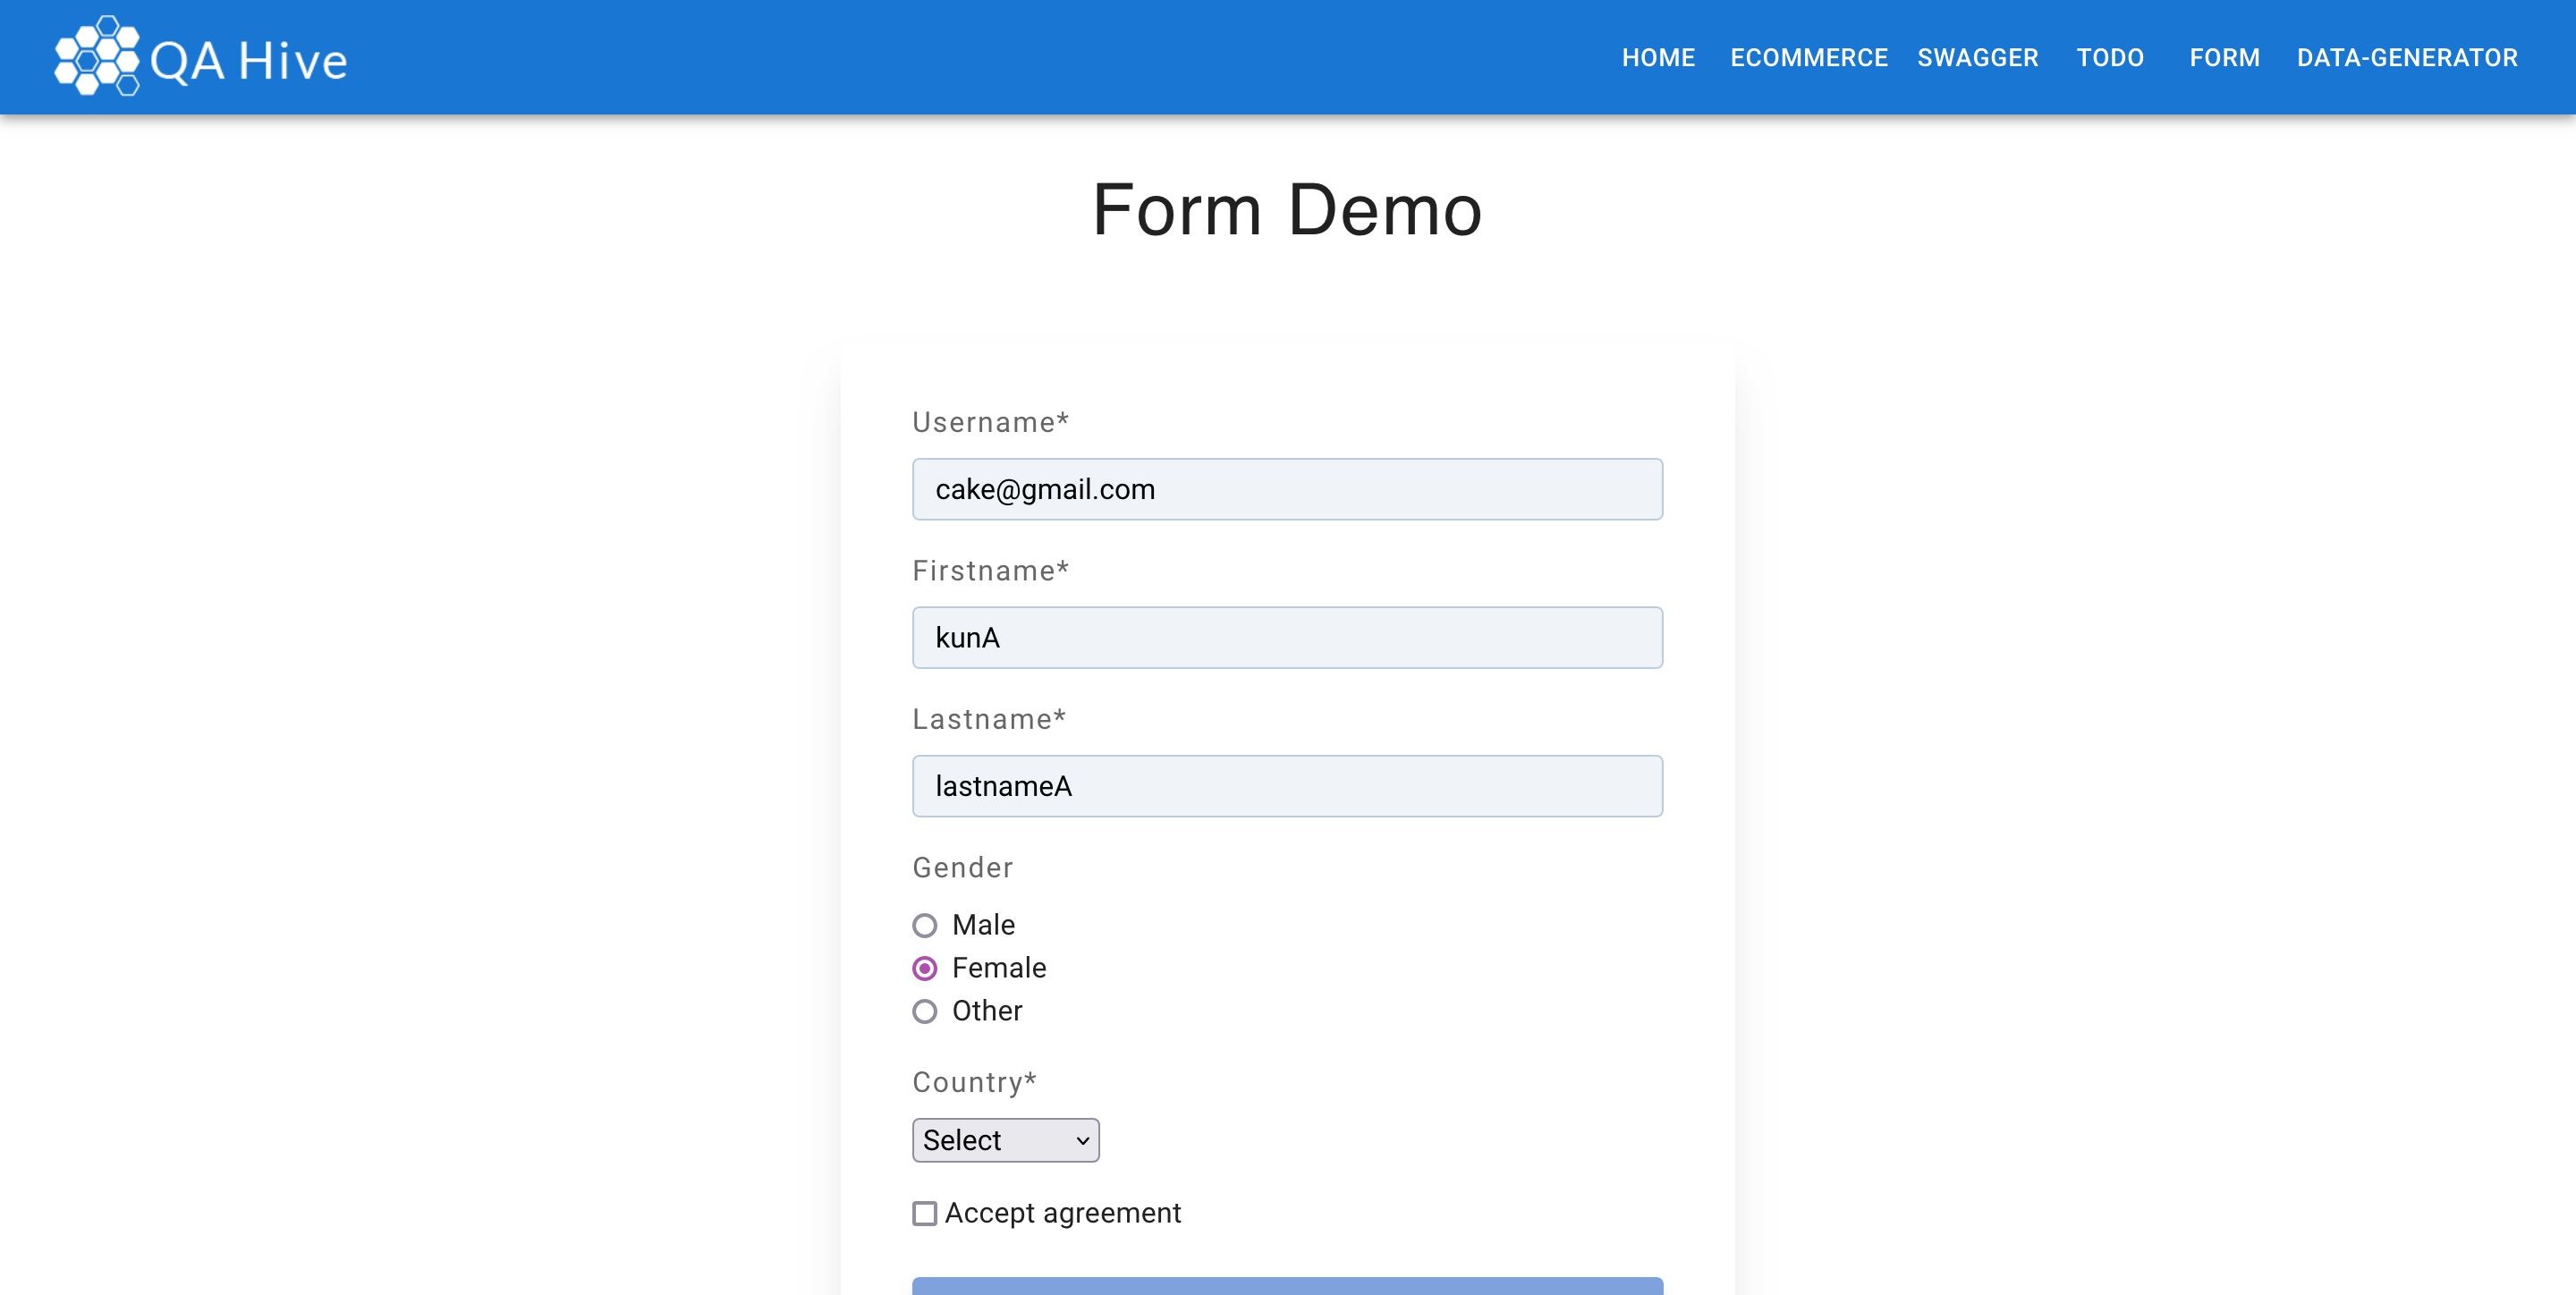 QA Hive
HOME ECOMMERCE SWAGGER TODO FORM DATA-GENERATOR
Form Demo
Username*
cake@gmail.com
Firstname*
kunA
Lastname*
lastnameA
Gender
Male
Female
Other
Country*
Select
Accept agreement